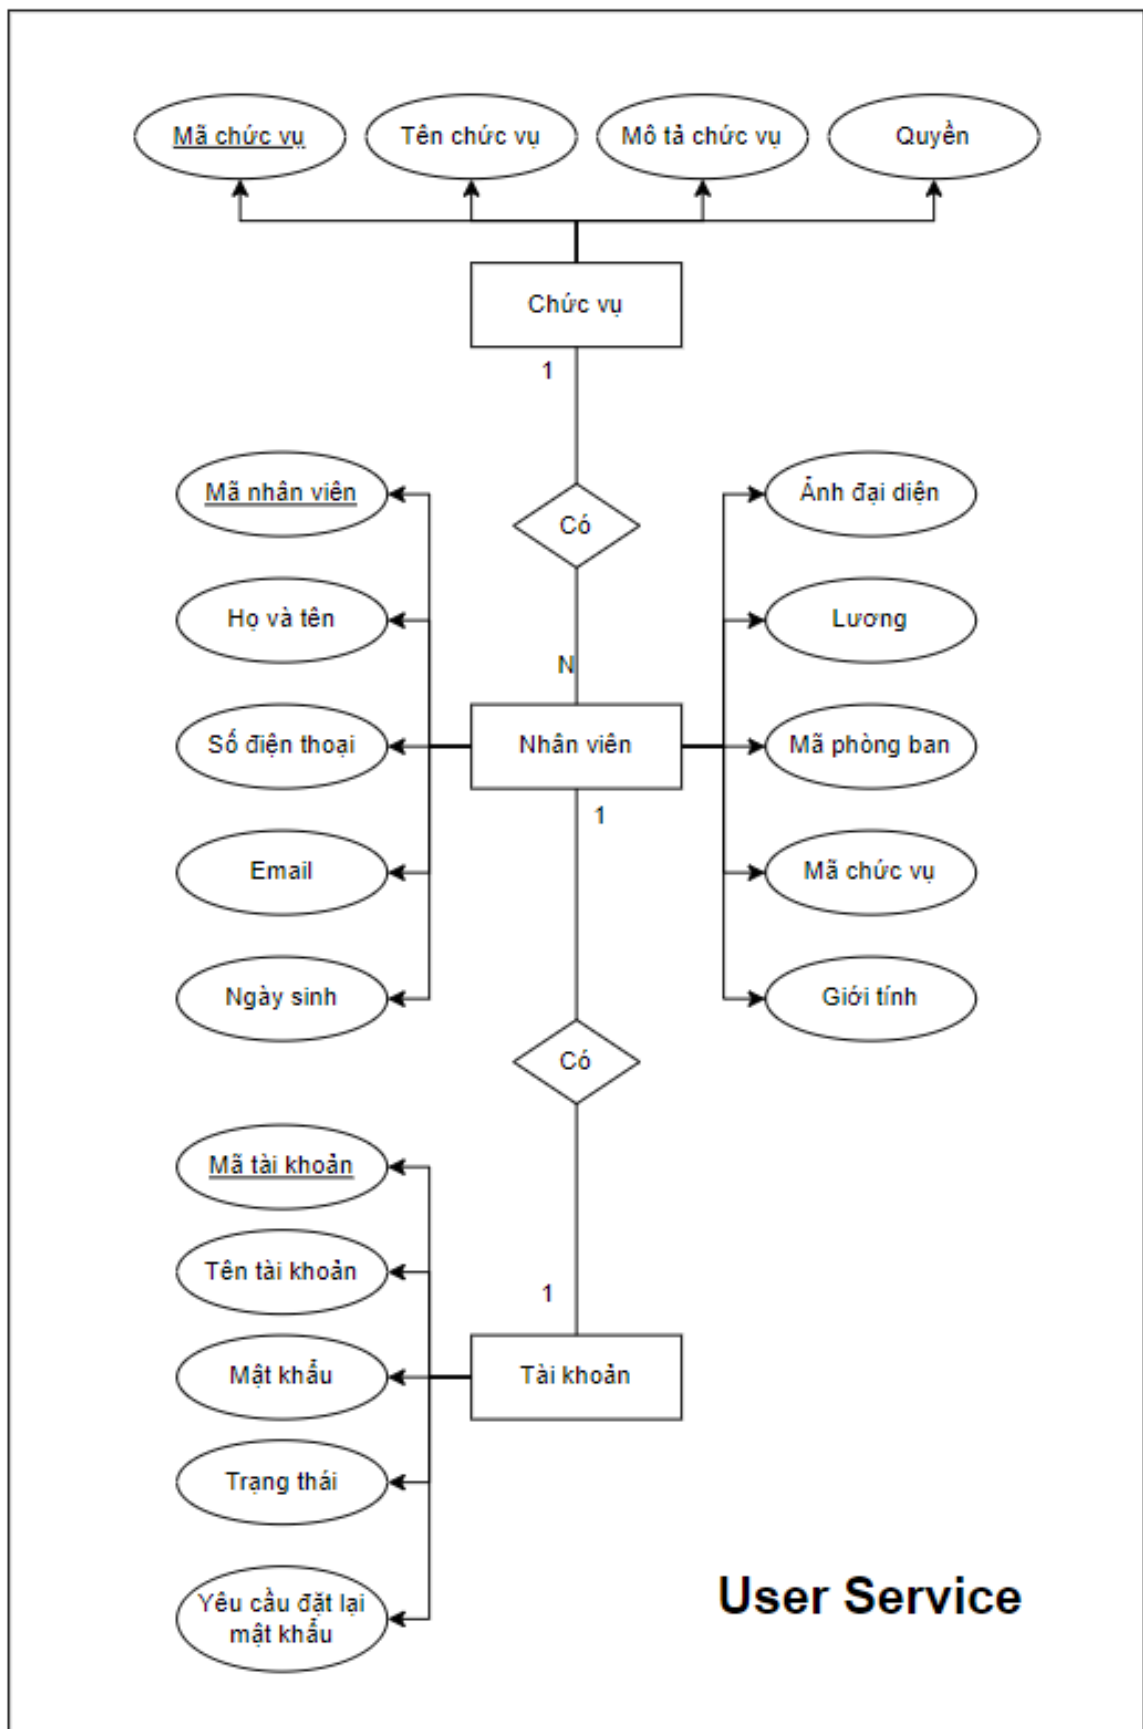 Mã chức vụ
Tên chức vụ
Mô tả chức vụ
Quyền
Chức vụ
1
Mã nhân viên
Ảnh đại diện
Có
Họ và tên
Lương
N
Số điện thoại
Nhân viên
Mã phòng ban
1
Email
Mã chức vụ
Ngày sinh
Giới tính
Có
Mã tài khoản
Tên tài khoản
1
Mật khẩu
Tài khoản
Trạng thái
Yêu cầu đặt lại
mật khẩu
User Service